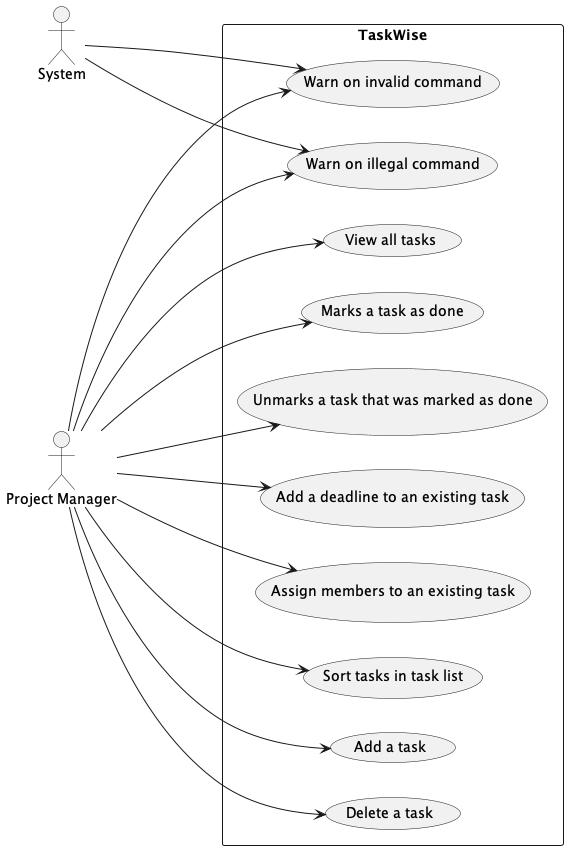 TaskWise
System
Warn on invalid command
Warn on illegal command
View all tasks
Marks a task as done
Unmarks a task that was marked as done
Project Manager
Add a deadline to an existing task
Assign members to an existing task
Sort tasks in task list
Add a task
Delete a task